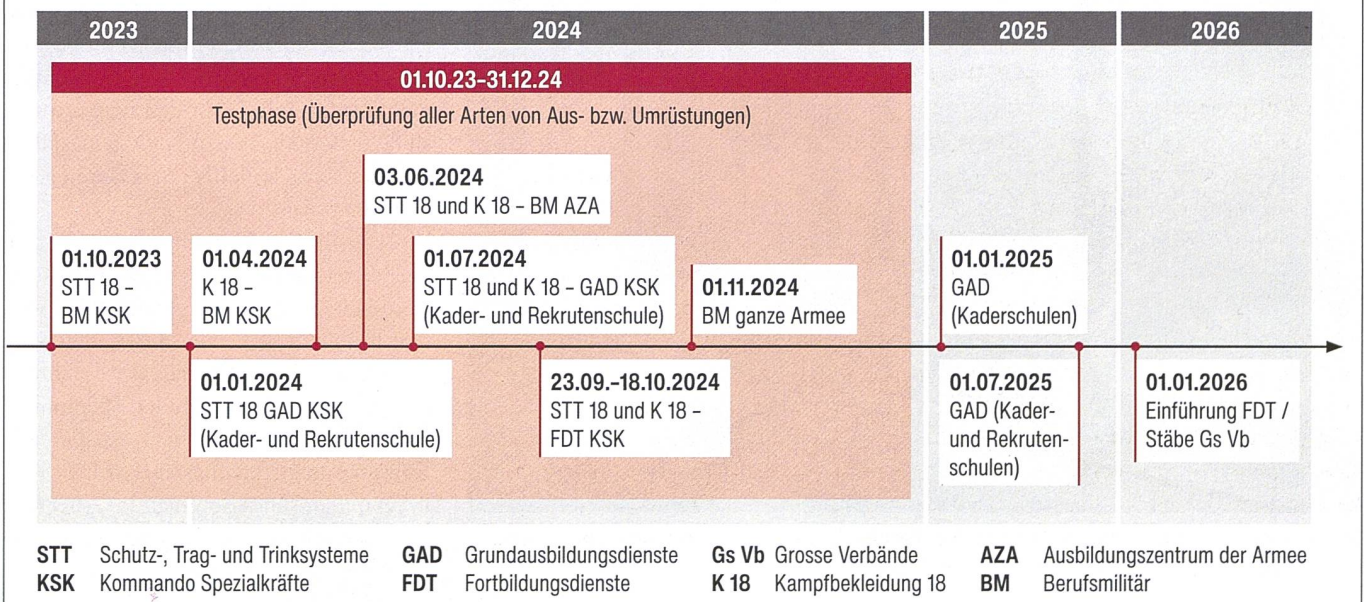 2023
2024
2025
2026
01.10.23–31.12.24
Testphase (Überprüfung aller Arten von Aus- bzw. Umrüstungen)
03.06.2024
STT 18 und K 18 – BM AZA
01.10.2023
STT 18 –
BM KSK
01.04.2024
K 18 –
BM KSK
01.07.2024
STT 18 und K 18 – GAD KSK
(Kader- und Rekrutenschule)
01.11.2024
BM ganze Armee
01.01.2025
GAD
(Kaderschulen)
01.01.2024
STT 18 GAD KSK
(Kader- und Rekrutenschule)
23.09.–18.10.2024
STT 18 und K 18 –
FDT KSK
01.07.2025
GAD (Kader-
und Rekruten-
schulen)
01.01.2026
Einführung FDT /
Stäbe Gs Vb
STT Schutz-, Trag- und Trinksysteme
KSK Kommando Spezialkräfte
GAD Grundausbildungsdienste
FDT Fortbildungsdienste
Gs Vb Grosse Verbände
K 18 Kampfbekleidung 18
AZA Ausbildungszentrum der Armee
BM Berufsmilitär